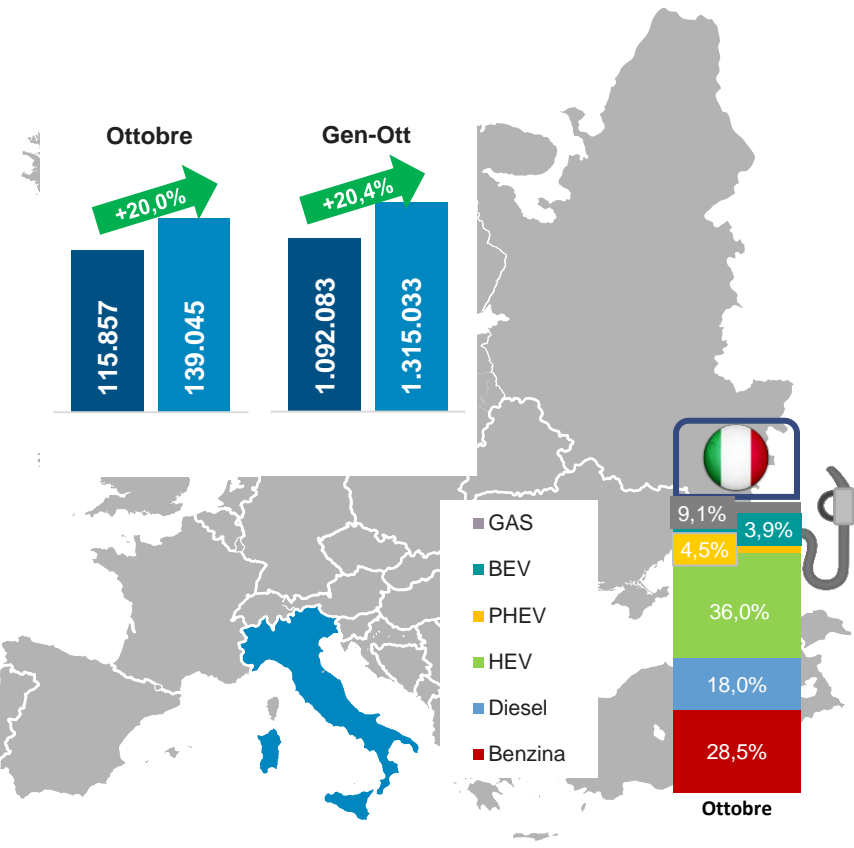 Ottobre
Gen-Ott
+20,0%
+20,4%
115.857
139.045
1.092.083
1.315.033
GAS
BEV
PHEV
HEV
Diesel
Benzina
9,1%
3,9%
4,5%
36,0%
18,0%
28,5%
Ottobre